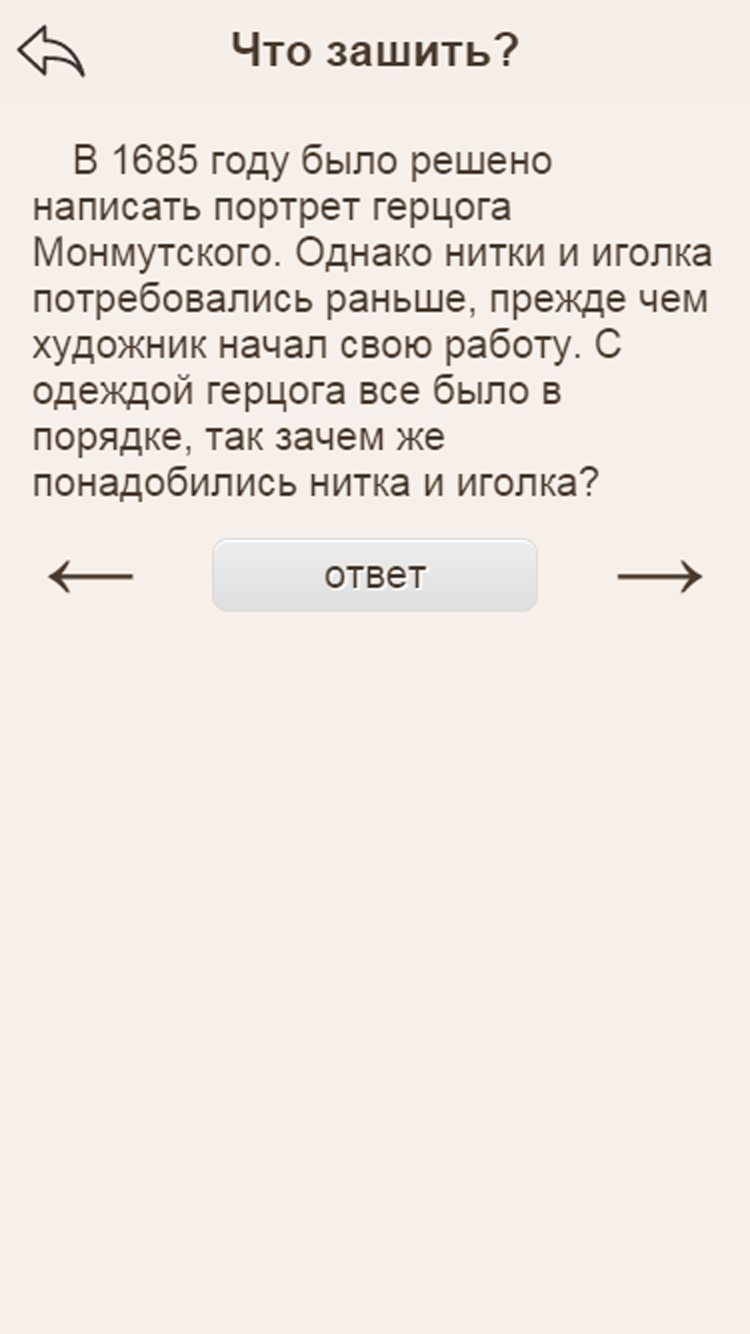 Что зашить?
В 1685 году было решено
написать портрет герцога
Монмутского. Однако нитки и иголка
потребовались раньше, прежде чем
художник начал свою работу. С
одеждой герцога все было в
порядке, так зачем же
понадобились нитка и иголка?
ответ